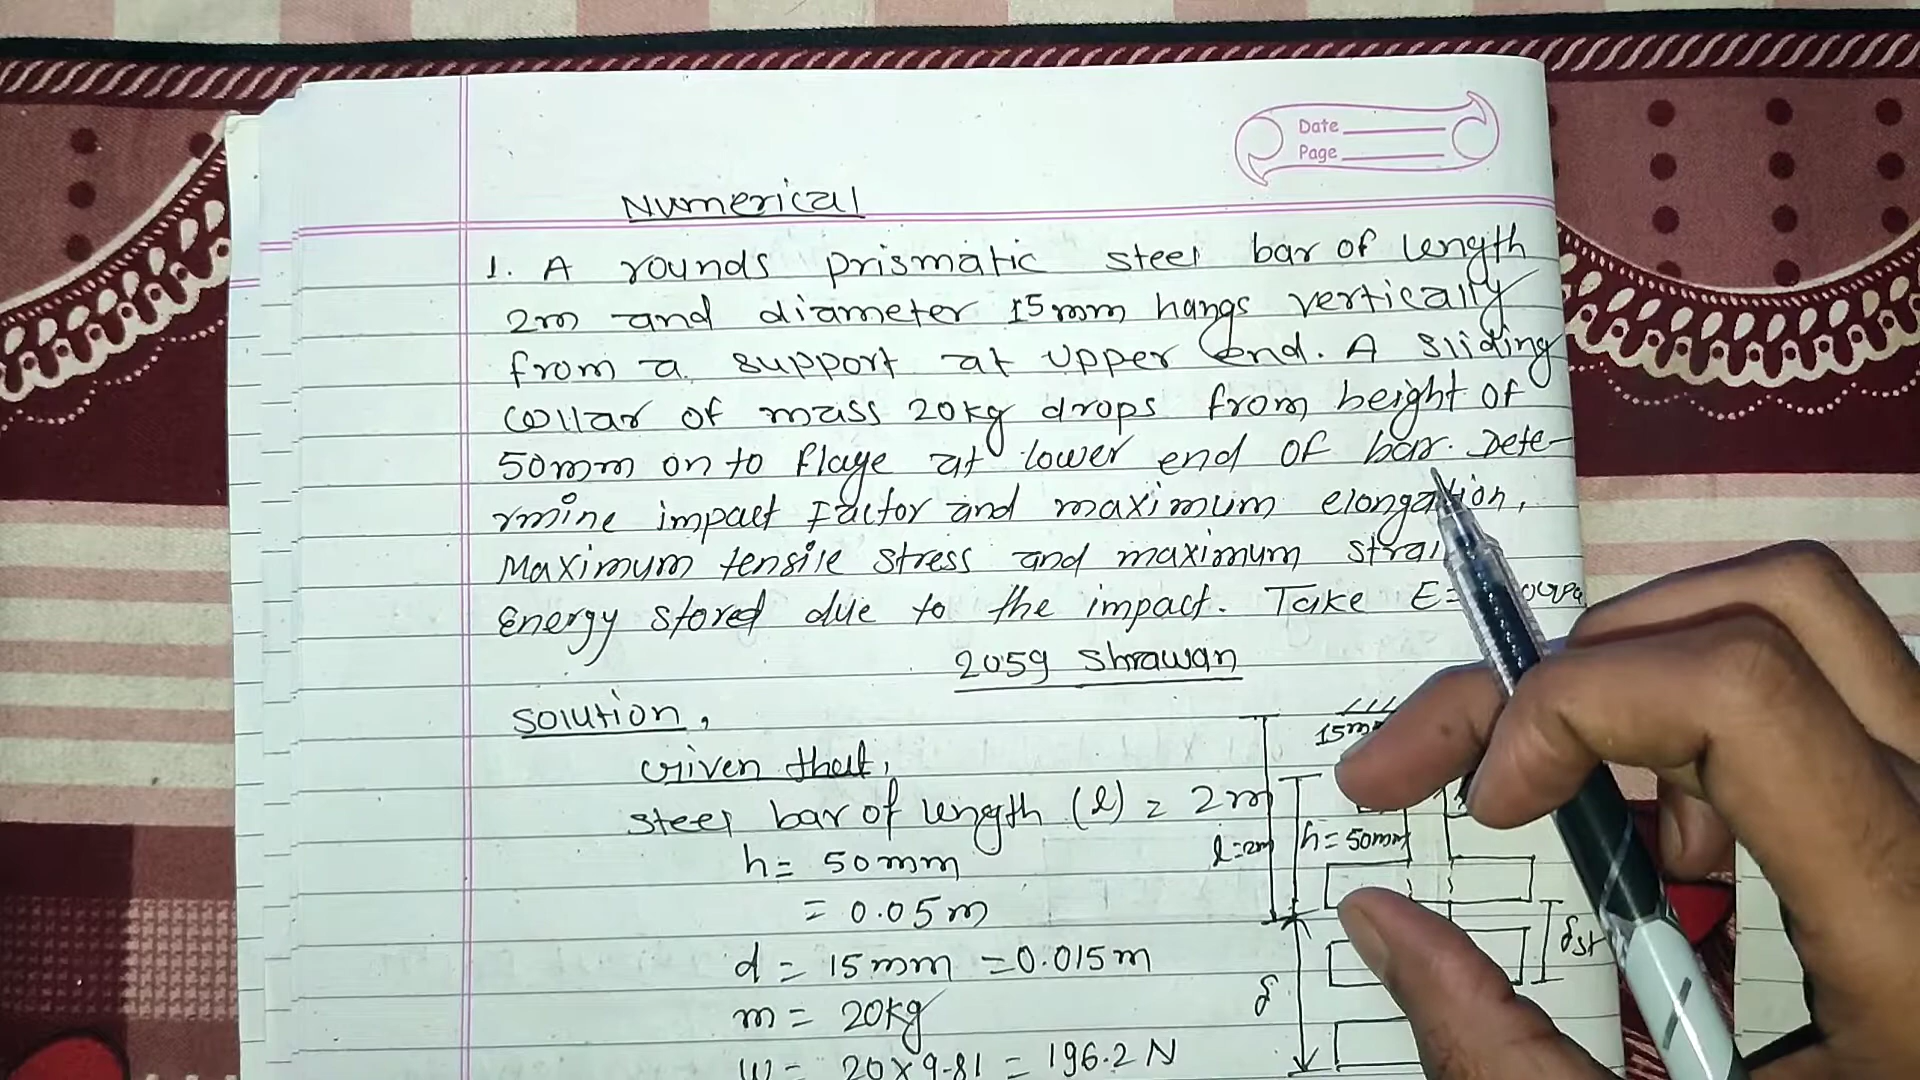 Date
Page
Numerical
1. A rounds prismatic steel bar of length
2m and diameter 15mm hangs vertically
from a support at upper end. A sliding
collar of mass 20kg drops from height of
50mm on to flage at lower end of bar. Dete-
rmine impact Factor and maximum elongation,
Maximum tensile stress and maximum
Energy stored due to the impact. Take E=
2059 Shrawan
Solution,
Given that,
steel bar of length (l) = 2m
h = 50mm
= 0.05m
d = 15mm = 0.015m
m = 20kg
W = 20×9.81 = 196.2 N
l=2m
h=50mm
δst
δ